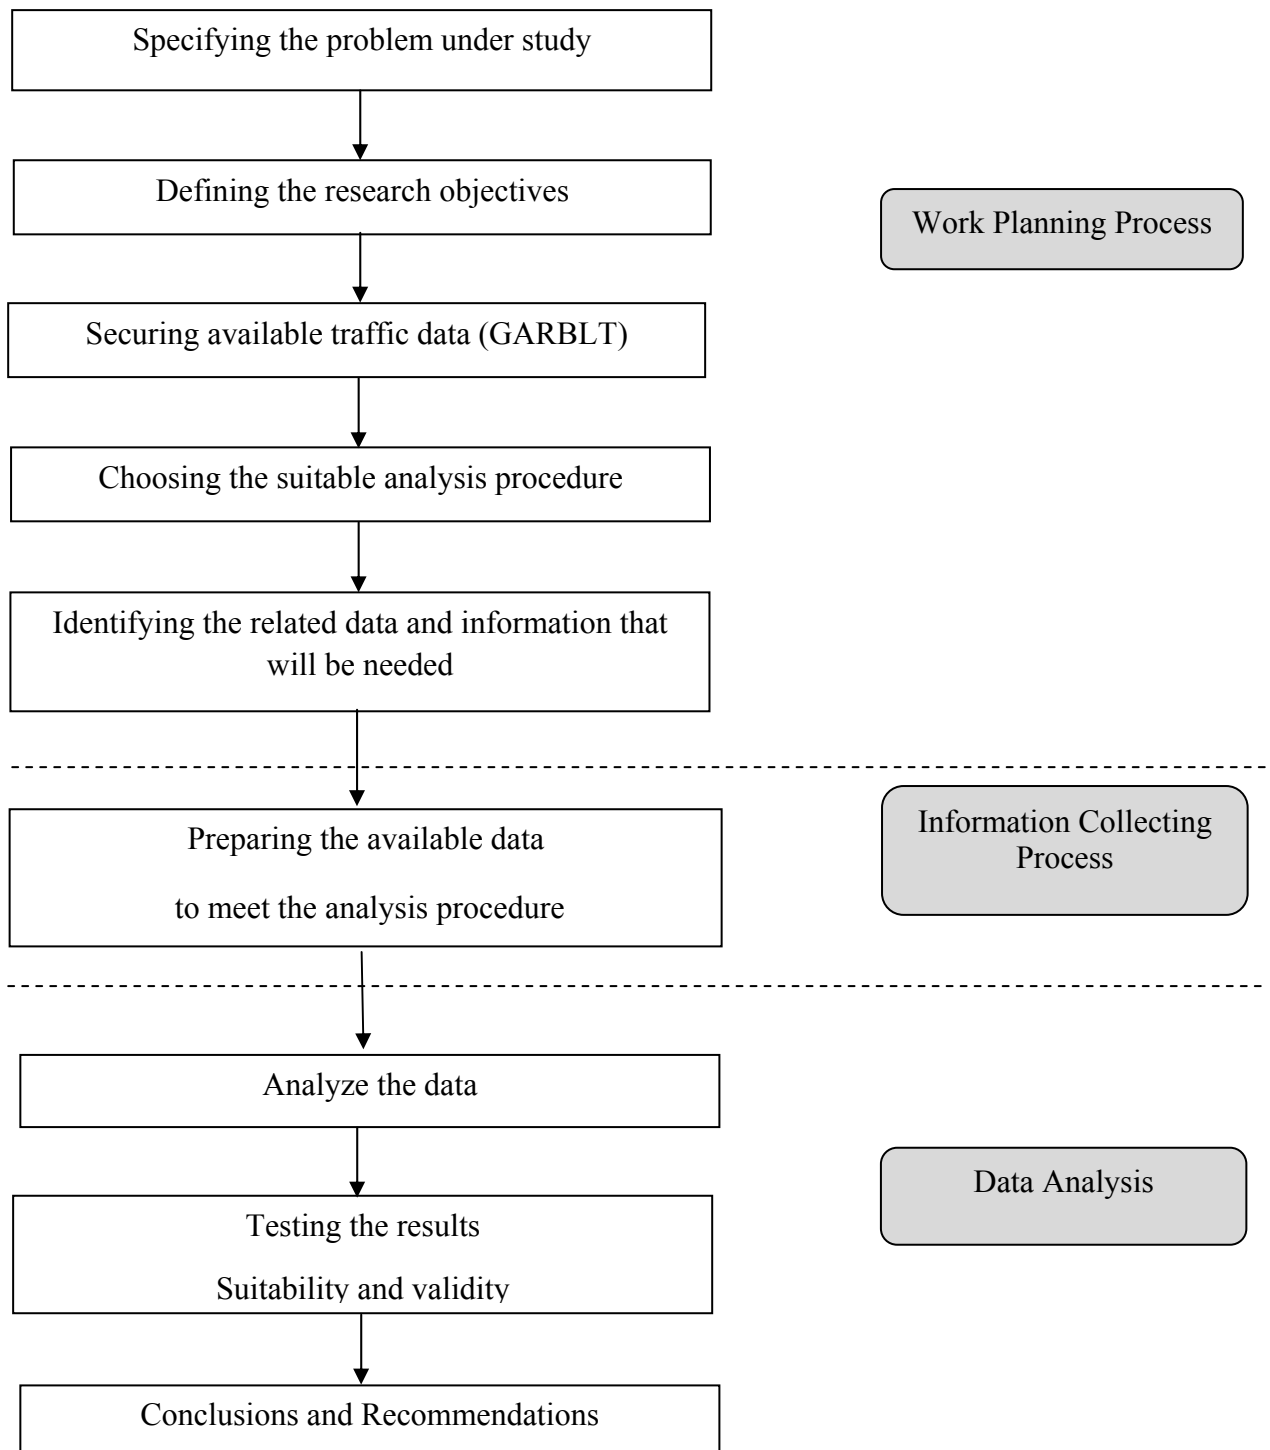 Specifying the problem under study
Defining the research objectives
Work Planning Process
Securing available traffic data (GARBLT)
Choosing the suitable analysis procedure
Identifying the related data and information that
will be needed
Information Collecting
Process
Preparing the available data
to meet the analysis procedure
Analyze the data
Data Analysis
Testing the results
Suitability and validity
Conclusions and Recommendations